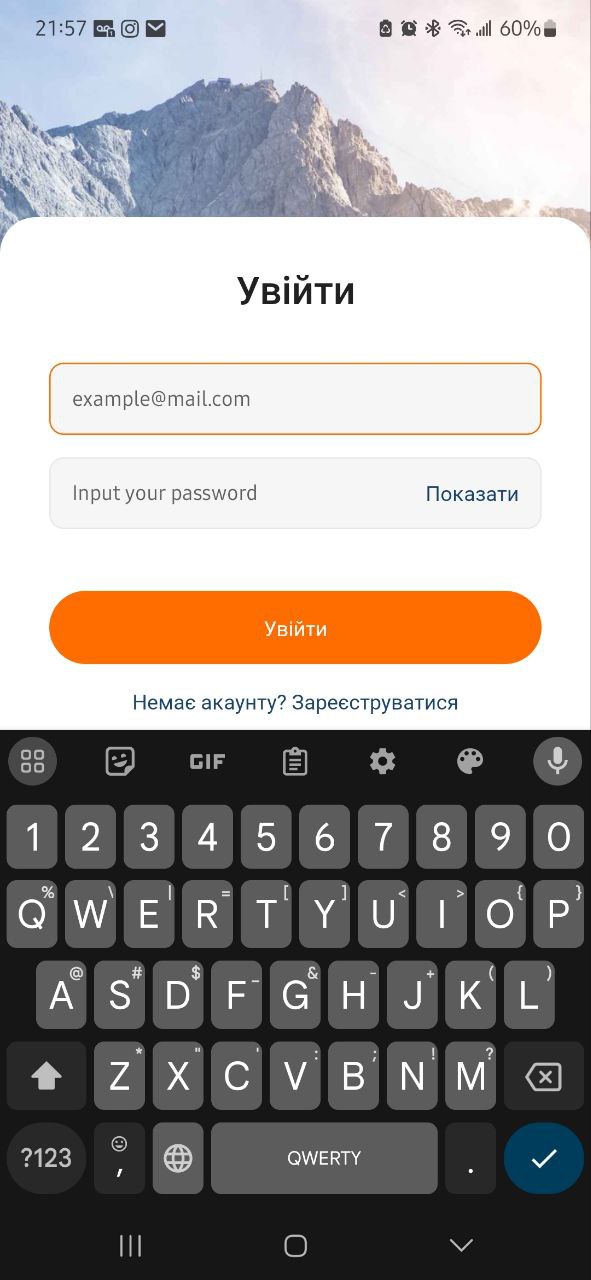 21:57 60%
Увійти
example@mail.com
Input your password Показати
Увійти
Немає акаунту? Зареєструватися
GIF
1 2 3 4 5 6 7 8 9 0
% \ | = [ ] < > { }
Q W E R T Y U I O P
@ # $ _ & - + ( )
A S D F G H J K L
* " ' : ; ! ?
Z X C V B N M
?123 , QWERTY .